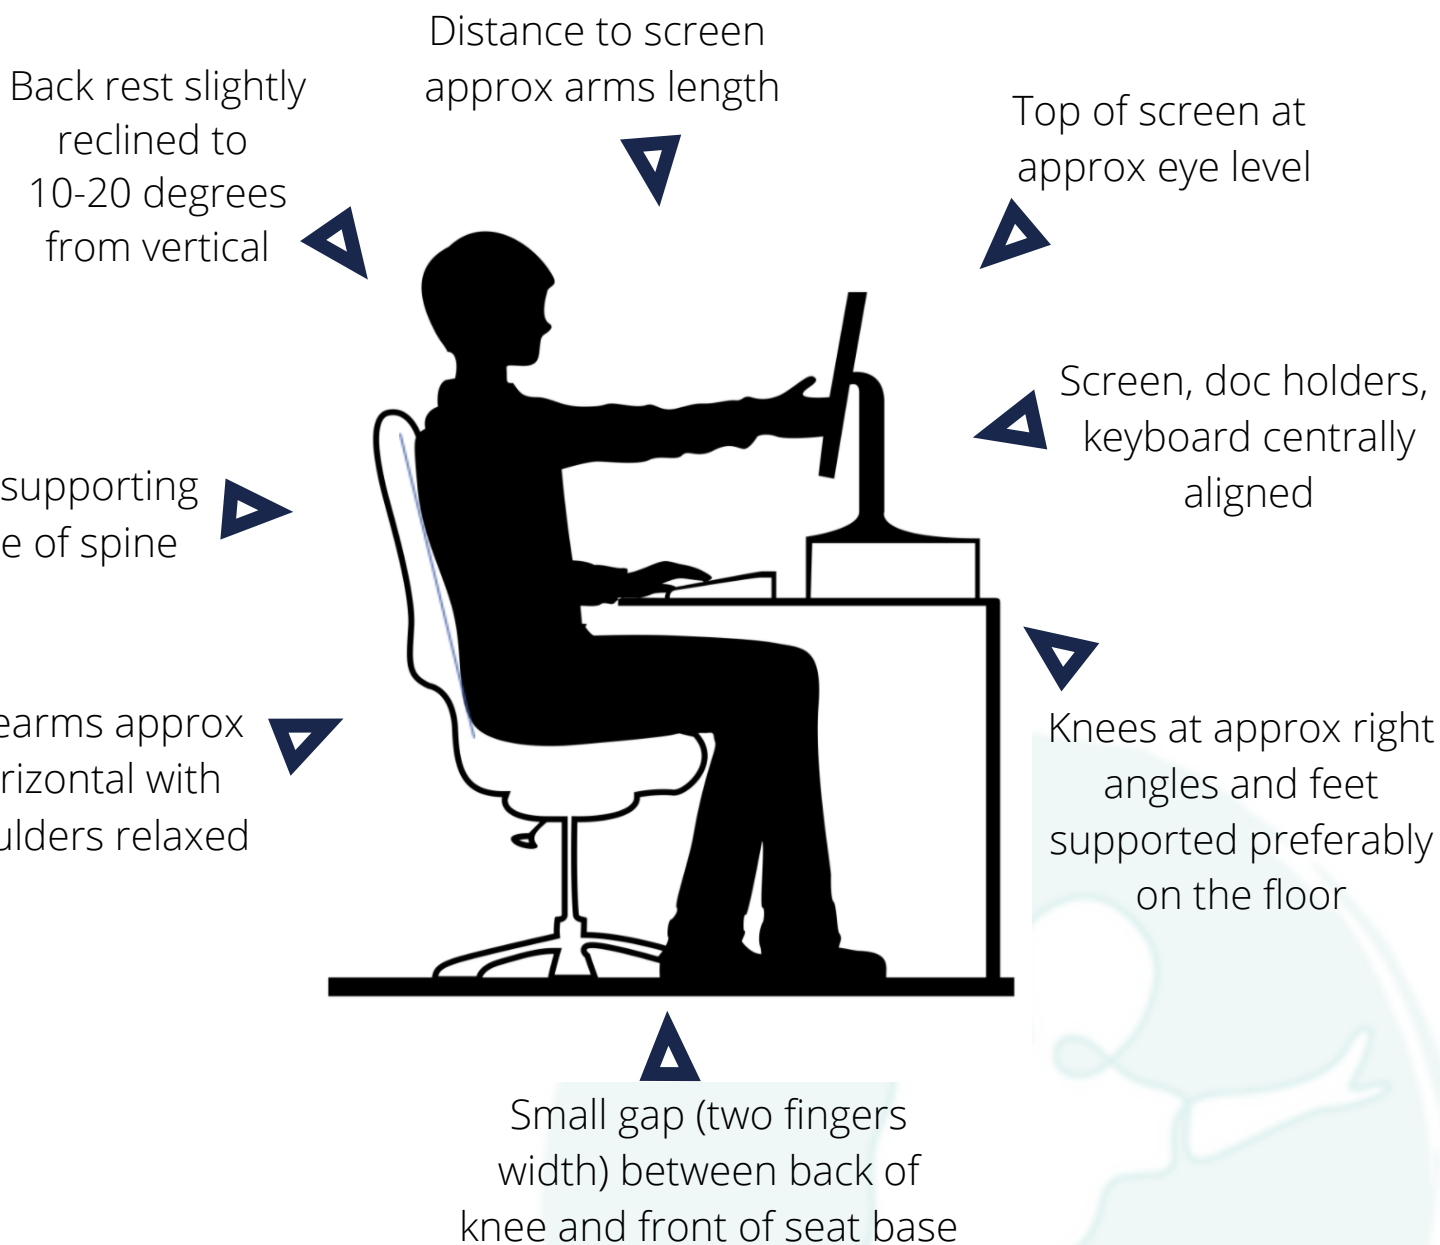 Distance to screen
approx arms length
Back rest slightly
reclined to
10-20 degrees
from vertical
Top of screen at
approx eye level
Screen, doc holders,
keyboard centrally
aligned
supporting
of spine
approx
with
relaxed
Knees at approx right
angles and feet
supported preferably
on the floor
Small gap (two fingers
width) between back of
knee and front of seat base